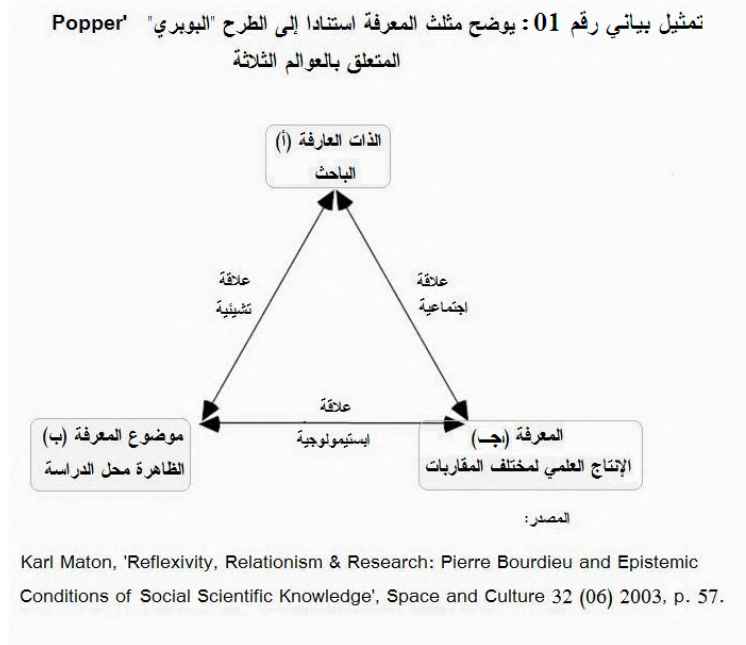 تمثيل بياني رقم 01: يوضح مثلث المعرفة استنادا إلى الطرح "البوبري" Popper'
المتعلق بالعوالم الثلاثة
الذات العارفة (أ)
الباحث
علاقة
تشيئية
علاقة
اجتماعية
علاقة
ابستيمولوجية
موضوع المعرفة (ب)
الظاهرة محل الدراسة
المعرفة (جـ)
الإنتاج العلمي لمختلف المقاربات
المصدر:
Karl Maton, 'Reflexivity, Relationism & Research: Pierre Bourdieu and Epistemic
Conditions of Social Scientific Knowledge', Space and Culture 32 (06) 2003, p. 57.